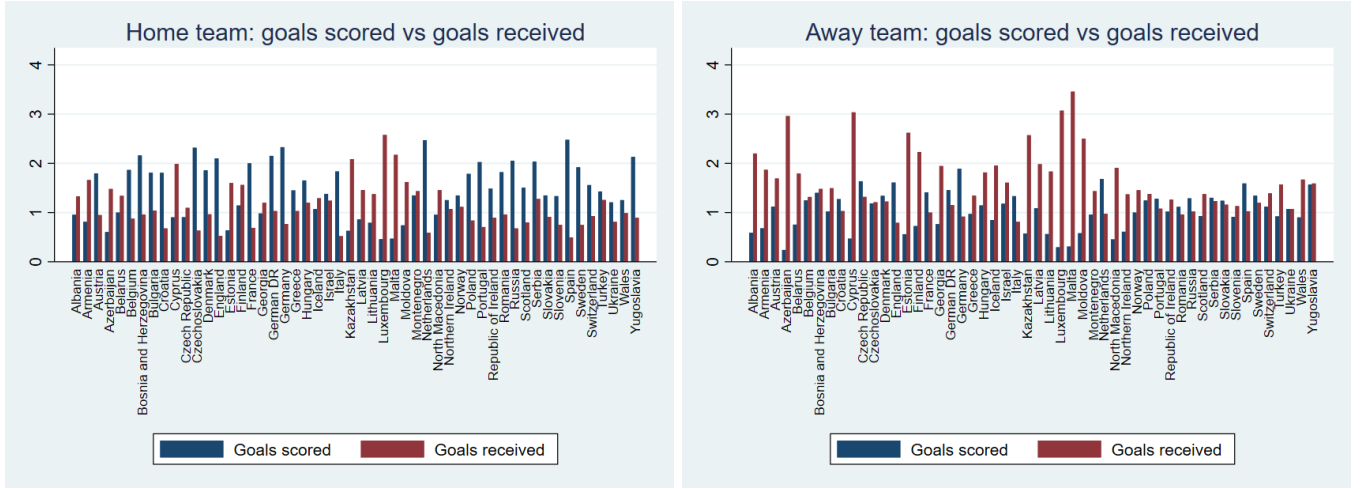 Home team: goals scored vs goals received
4
3
2
1
0
Albania
Armenia
Austria
Azerbaijan
Belarus
Belgium
Bosnia and Herzegovina
Bulgaria
Croatia
Cyprus
Czech Republic
Czechoslovakia
Denmark
England
Estonia
Finland
France
Georgia
German DR
Germany
Greece
Hungary
Iceland
Israel
Italy
Kazakhstan
Latvia
Lithuania
Luxembourg
Malta
Moldova
Montenegro
Netherlands
North Macedonia
Northern Ireland
Norway
Poland
Portugal
Republic of Ireland
Romania
Russia
Scotland
Serbia
Slovakia
Slovenia
Spain
Sweden
Switzerland
Turkey
Ukraine
Wales
Yugoslavia
Goals scored
Goals received
Away team: goals scored vs goals received
4
3
2
1
0
Albania
Armenia
Austria
Azerbaijan
Belarus
Belgium
Bosnia and Herzegovina
Bulgaria
Croatia
Cyprus
Czech Republic
Czechoslovakia
Denmark
England
Estonia
Finland
France
Georgia
German DR
Germany
Greece
Hungary
Iceland
Israel
Italy
Kazakhstan
Latvia
Lithuania
Luxembourg
Malta
Moldova
Montenegro
Netherlands
North Macedonia
Northern Ireland
Norway
Poland
Portugal
Republic of Ireland
Romania
Russia
Scotland
Serbia
Slovakia
Slovenia
Spain
Sweden
Switzerland
Turkey
Ukraine
Wales
Yugoslavia
Goals scored
Goals received